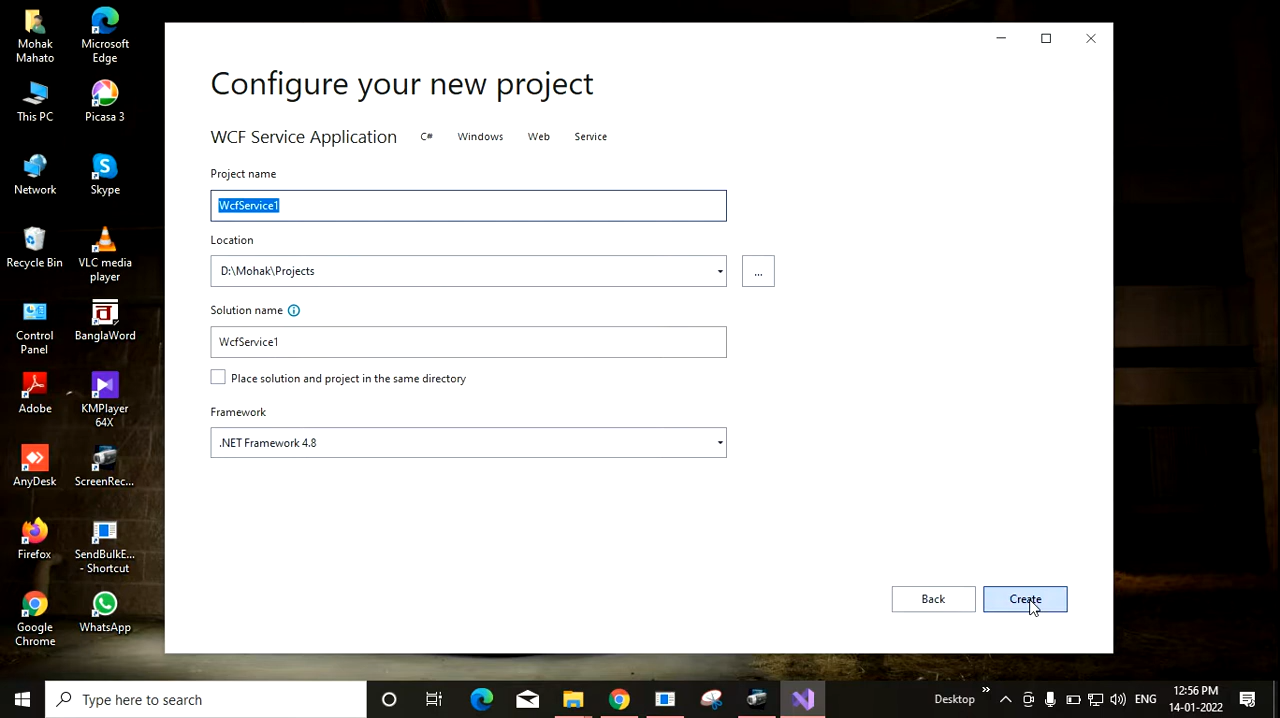 Mohak
Mahato
Microsoft
Edge
This PC
Picasa 3
Network
Skype
Recycle Bin
VLC media
player
Control
Panel
BanglaWord
Adobe
KMPlayer
64X
AnyDesk
ScreenRec...
Firefox
SendBulkE...
- Shortcut
Google
Chrome
WhatsApp
Configure your new project
WCF Service Application C# Windows Web Service
Project name
WcfService1
Location
D:\Mohak\Projects
...
Solution name
WcfService1
Place solution and project in the same directory
Framework
.NET Framework 4.8
Back
Create
Type here to search
Desktop
»
ENG
12:56 PM
14-01-2022